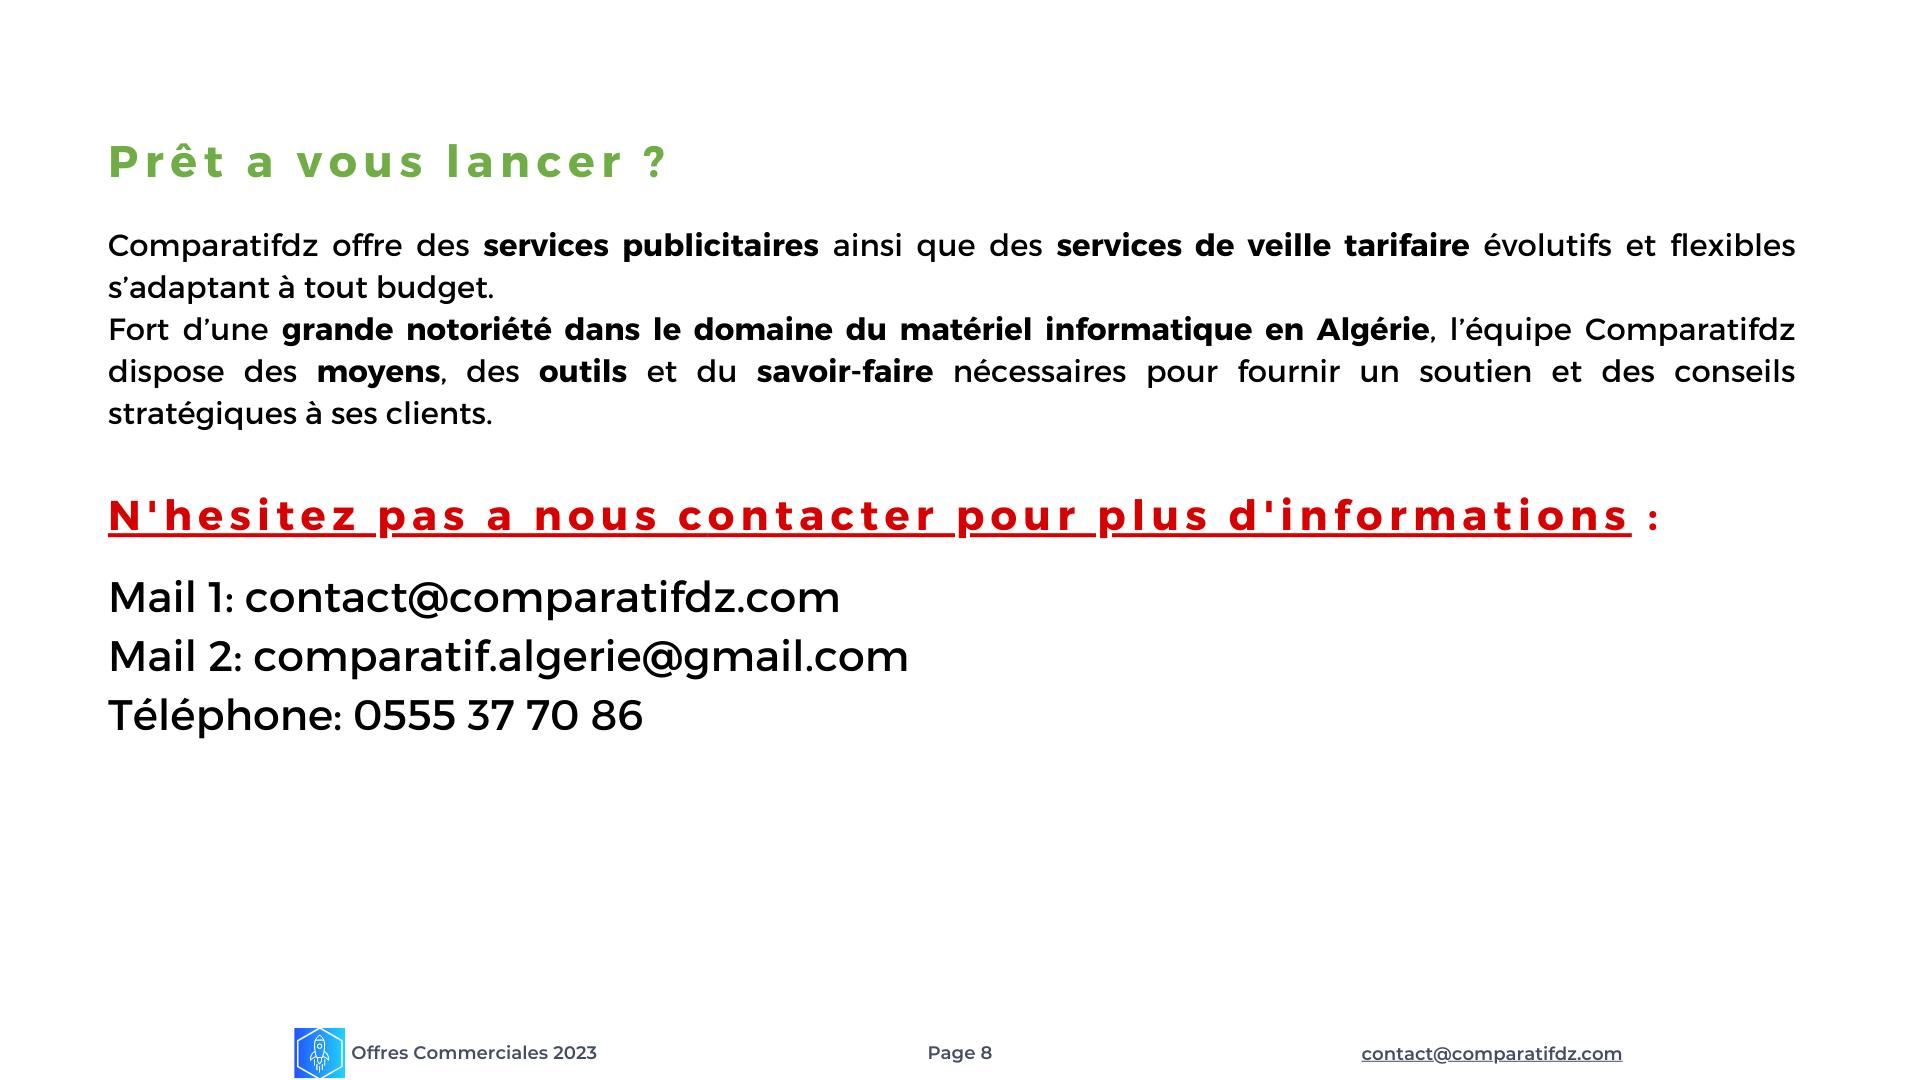 Prêt a vous lancer ?
Comparatifdz offre des services publicitaires ainsi que des services de veille tarifaire évolutifs et flexibles
s’adaptant à tout budget.
Fort d’une grande notoriété dans le domaine du matériel informatique en Algérie, l’équipe Comparatifdz
dispose des moyens, des outils et du savoir-faire nécessaires pour fournir un soutien et des conseils
stratégiques à ses clients.
N'hesitez pas a nous contacter pour plus d'informations :
Mail 1: contact@comparatifdz.com
Mail 2: comparatif.algerie@gmail.com
Téléphone: 0555 37 70 86
Offres Commerciales 2023
Page 8
contact@comparatifdz.com